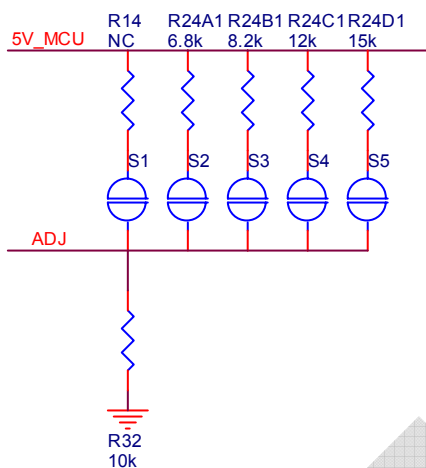 R14 R24A1 R24B1 R24C1 R24D1
5V_MCU NC 6.8k 8.2k 12k 15k
S1 S2 S3 S4 S5
ADJ
R32
10k